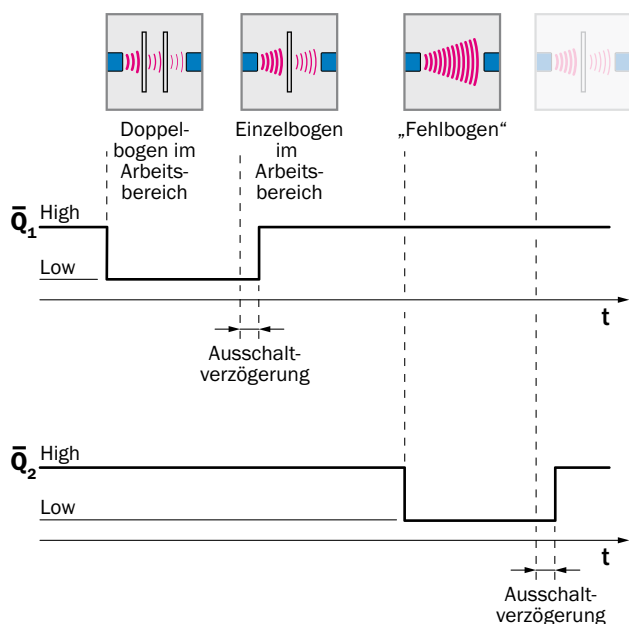 Doppel-
bogen im
Arbeits-
bereich
Einzelbogen
im
Arbeits-
bereich
„Fehlbogen“
Q̅₁
High
Low
t
Ausschalt-
verzögerung
Q̅₂
High
Low
t
Ausschalt-
verzögerung